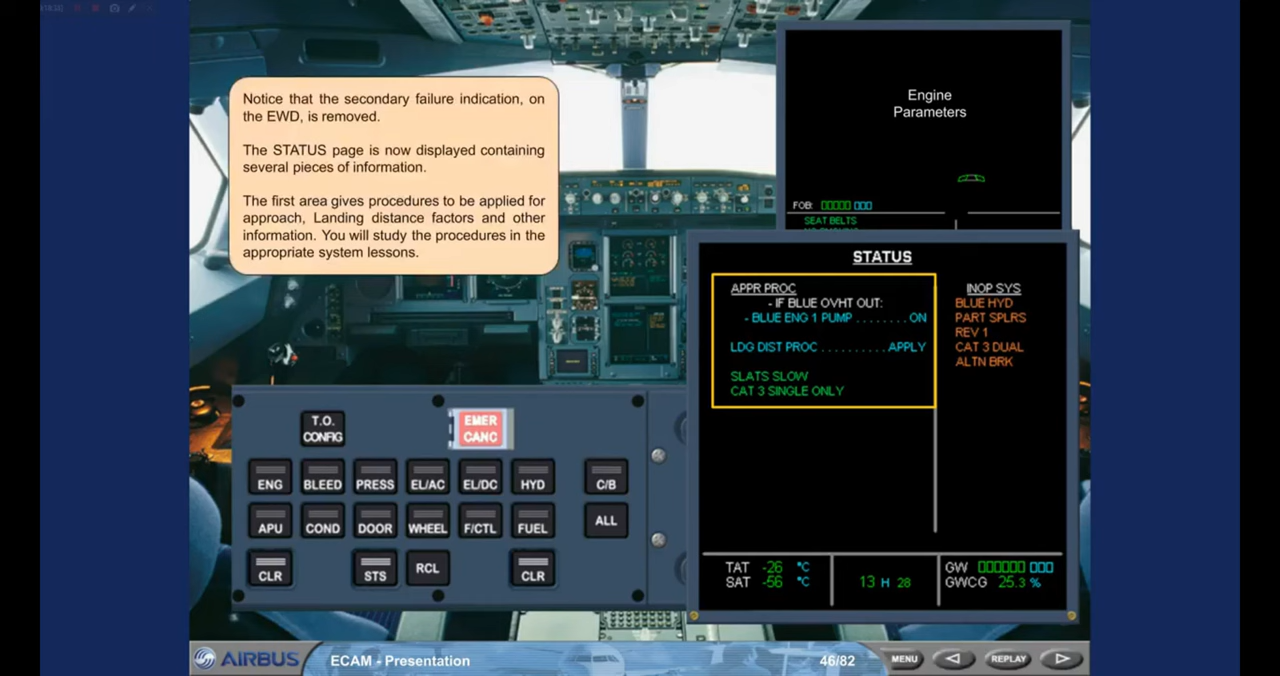 Notice that the secondary failure indication, on
the EWD, is removed.
The STATUS page is now displayed containing
several pieces of information.
The first area gives procedures to be applied for
approach, Landing distance factors and other
information. You will study the procedures in the
appropriate system lessons.
Engine
Parameters
FOB:
SEAT BELTS
STATUS
APPR PROC
- IF BLUE OVHT OUT:
- BLUE ENG 1 PUMP ........ ON
LDG DIST PROC ............ APPLY
SLATS SLOW
CAT 3 SINGLE ONLY
INOP SYS
BLUE HYD
PART SPLRS
REV 1
CAT 3 DUAL
ALTN BRK
TAT -26 °C
SAT -56 °C
13 H 28
GW
GWCG 25.3 %
T.O.
CONFIG
EMER
CANC
ENG BLEED PRESS EL/AC EL/DC HYD C/B
APU COND DOOR WHEEL F/CTL FUEL ALL
CLR STS RCL CLR
AIRBUS
ECAM - Presentation
46/82
MENU
REPLAY